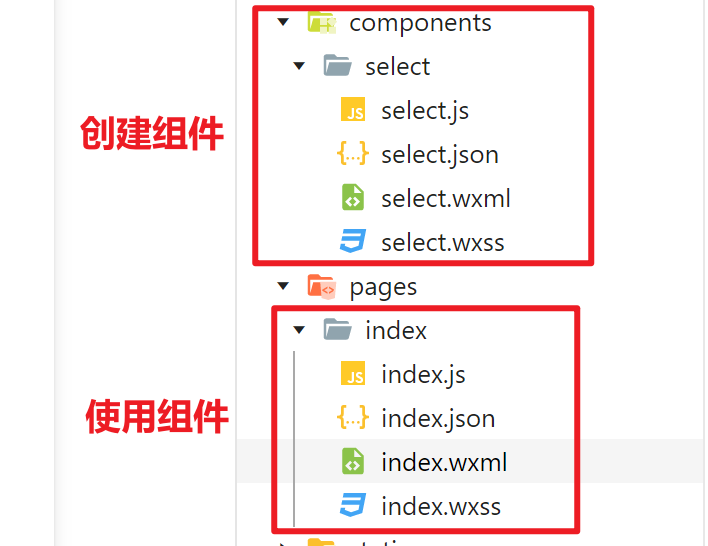 components
select
select.js
创建组件
select.json
select.wxml
select.wxss
pages
index
index.js
使用组件
index.json
index.wxml
index.wxss